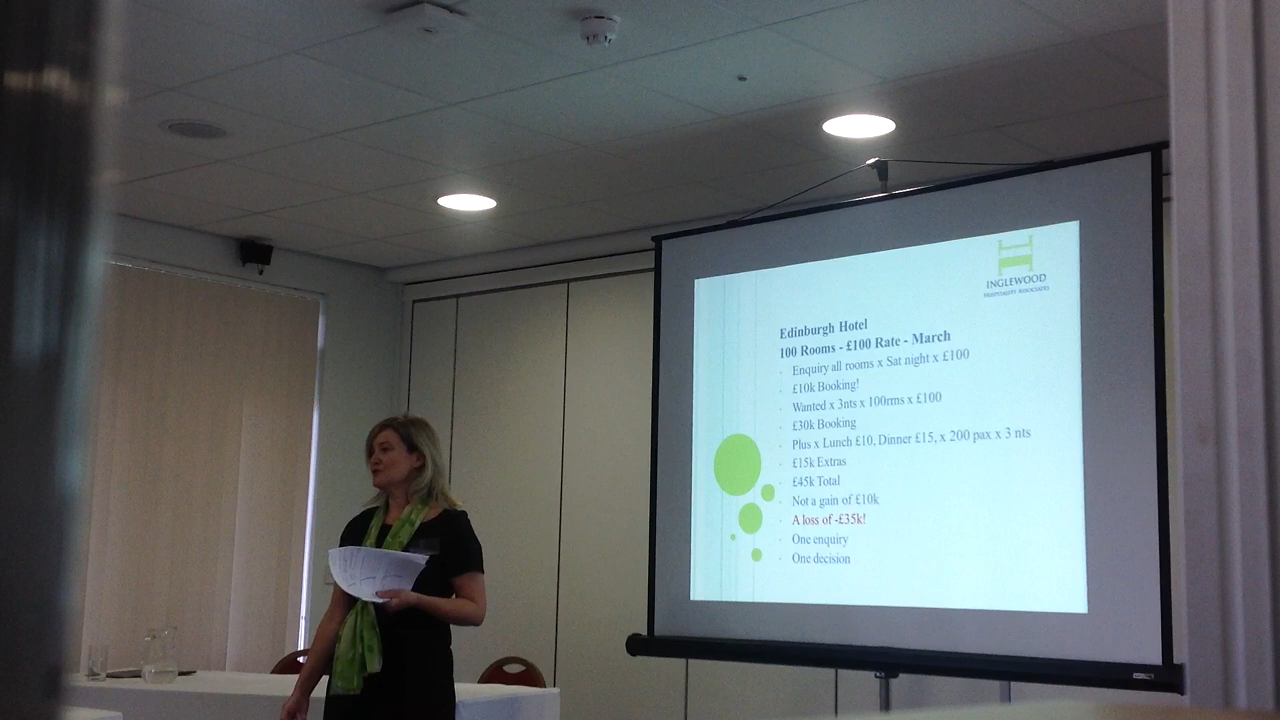 INGLEWOOD
HOSPITALITY ASSOCIATES
Edinburgh Hotel
100 Rooms - £100 Rate - March
Enquiry all rooms x Sat night x £100
£10k Booking!
Wanted x 3nts x 100rms x £100
£30k Booking
Plus x Lunch £10, Dinner £15, x 200 pax x 3 nts
£15k Extras
£45k Total
Not a gain of £10k
A loss of -£35k!
One enquiry
One decision